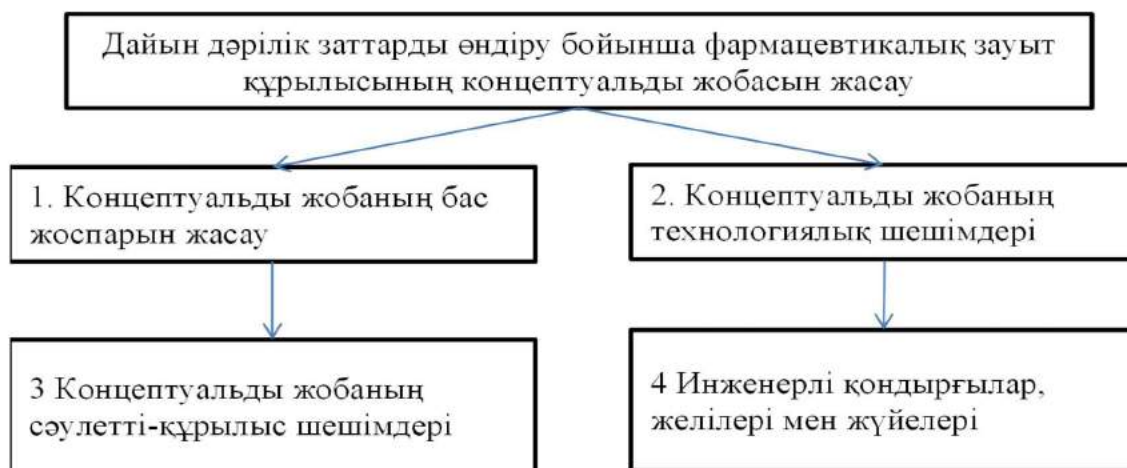 Дайын дәрілік заттарды өндіру бойынша фармацевтикалық зауыт
құрылысының концептуальды жобасын жасау
1. Концептуальды жобаның бас
жоспарын жасау
2. Концептуальды жобаның
технологиялық шешімдері
3 Концептуальды жобаның
сәулетті-құрылыс шешімдері
4 Инженерлі қондырғылар,
желілері мен жүйелері